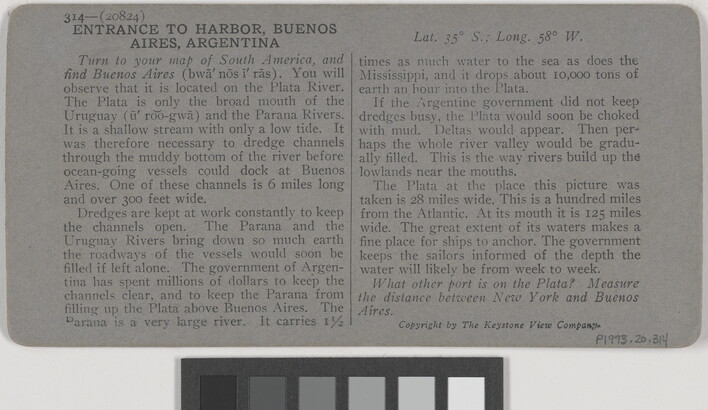 314—(20824)
ENTRANCE TO HARBOR, BUENOS
AIRES, ARGENTINA
Turn to your map of South America, and
find Buenos Aires (bwā' nōs ī' rās). You will
observe that it is located on the Plata River.
The Plata is only the broad mouth of the
Uruguay (ū' rōō-gwā) and the Parana Rivers.
It is a shallow stream with only a low tide. It
was therefore necessary to dredge channels
through the muddy bottom of the river before
ocean-going vessels could dock at Buenos
Aires. One of these channels is 6 miles long
and over 300 feet wide.
Dredges are kept at work constantly to keep
the channels open. The Parana and the
Uruguay Rivers bring down so much earth
the roadways of the vessels would soon be
filled if left alone. The government of Argen-
tina has spent millions of dollars to keep the
channels clear, and to keep the Parana from
filling up the Plata above Buenos Aires. The
Parana is a very large river. It carries 1½
Lat. 35° S.; Long. 58° W.
times as much water to the sea as does the
Mississippi, and it drops about 10,000 tons of
earth an hour into the Plata.
If the Argentine government did not keep
dredges busy, the Plata would soon be choked
with mud. Deltas would appear. Then per-
haps the whole river valley would be gradu-
ally filled. This is the way rivers build up the
lowlands near the mouths.
The Plata at the place this picture was
taken is 28 miles wide. This is a hundred miles
from the Atlantic. At its mouth it is 125 miles
wide. The great extent of its waters makes a
fine place for ships to anchor. The government
keeps the sailors informed of the depth the
water will likely be from week to week.
What other port is on the Plata? Measure
the distance between New York and Buenos
Aires.
Copyright by The Keystone View Company.
P1993.20.314